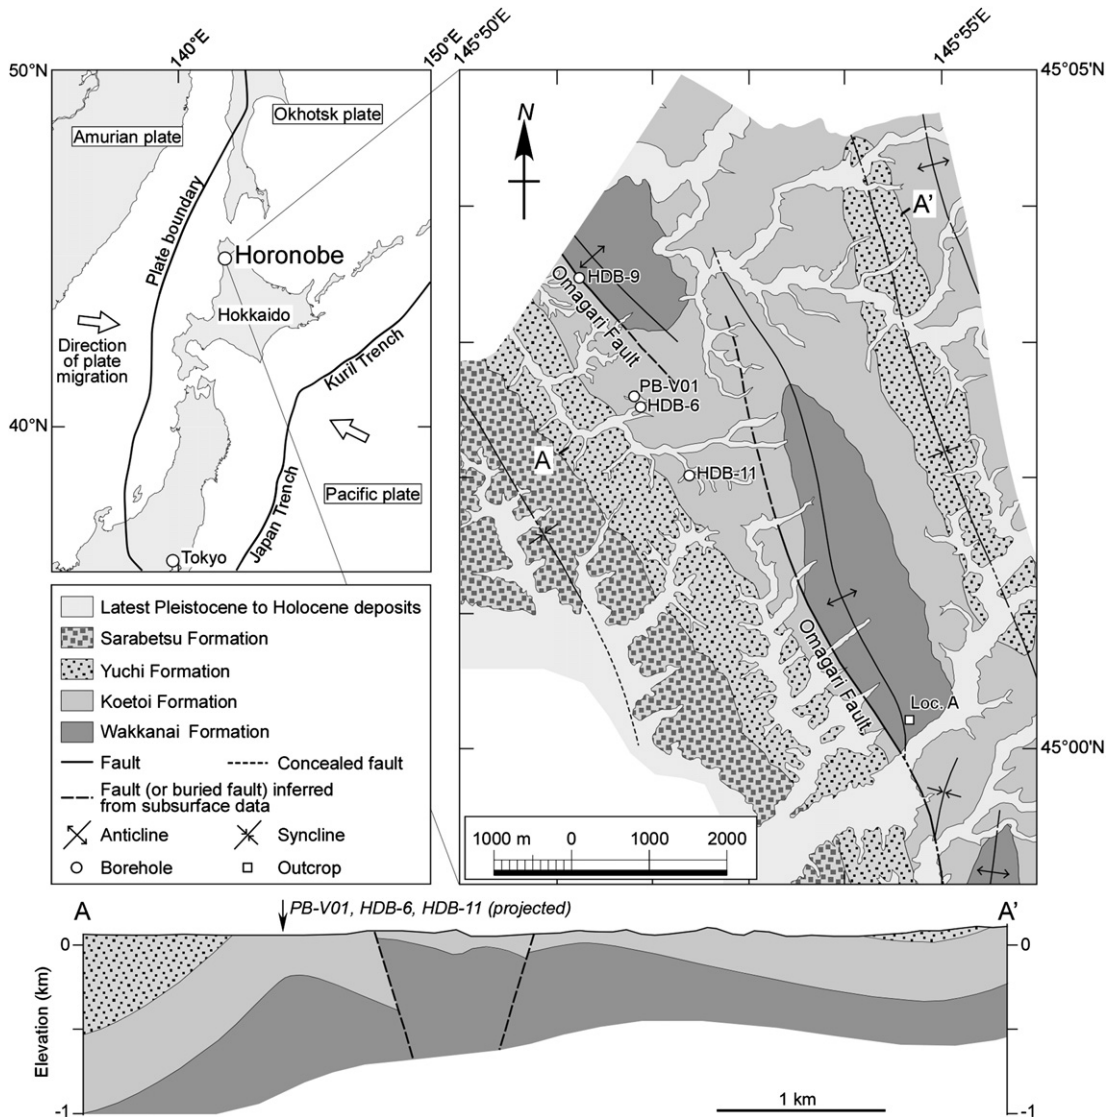 140°E
150°E
145°50'E
145°55'E
50°N
45°05'N
Okhotsk plate
Amurian plate
N
Plate boundary
A'
Horonobe
HDB-9
Omagari Fault
Hokkaido
Direction
of plate
migration
Kuril Trench
PB-V01
HDB-6
40°N
A
HDB-11
Pacific plate
Japan Trench
Tokyo
Latest Pleistocene to Holocene deposits
Sarabetsu Formation
Omagari Fault
Yuchi Formation
Koetoi Formation
Loc. A
Wakkanai Formation
45°00'N
Fault
Concealed fault
Fault (or buried fault) inferred
from subsurface data
Anticline
Syncline
1000 m 0 1000 2000
Borehole
Outcrop
A
PB-V01, HDB-6, HDB-11 (projected)
A'
0
0
Elevation (km)
1 km
-1
-1